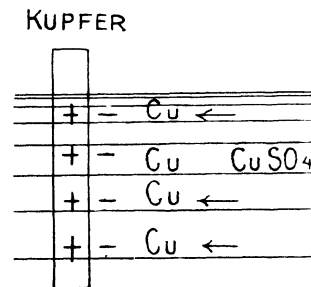 KUPFER
+ − Cu ←
+ − Cu CuSO₄
+ − Cu ←
+ − Cu ←